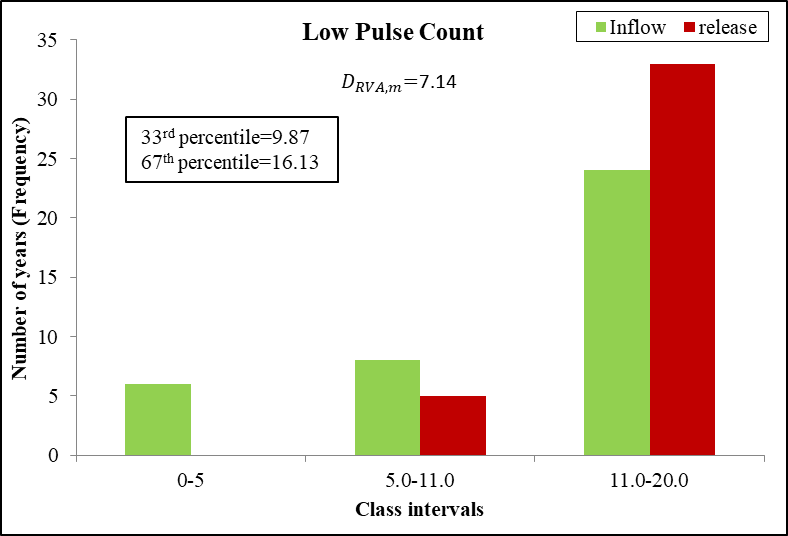 Low Pulse Count
Inflow release
D_{RVA,m}=7.14
33rd percentile=9.87
67th percentile=16.13
Number of years (Frequency)
35
30
25
20
15
10
5
0
0-5 5.0-11.0 11.0-20.0
Class intervals